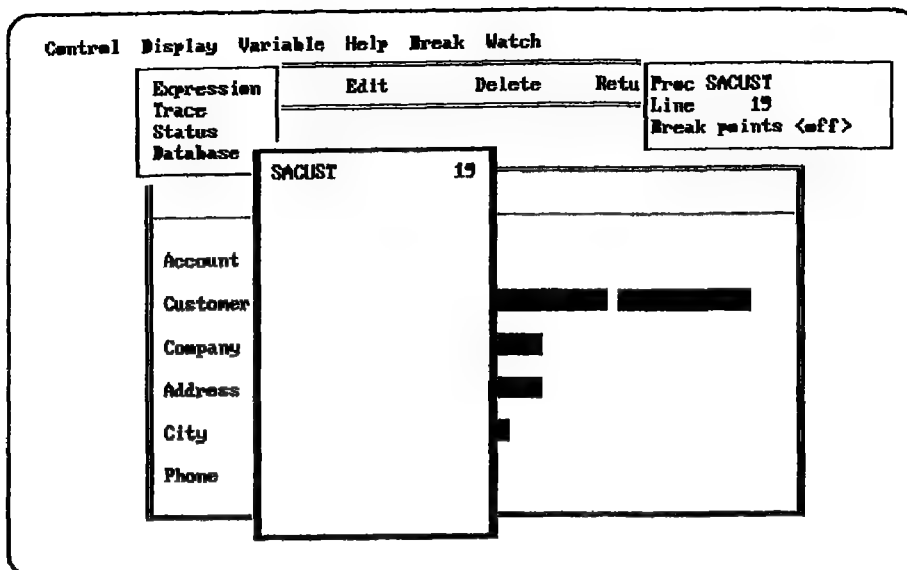 Control Display Variable Help Break Watch
Expression
Trace
Status
Database
Edit Delete Retu
Proc SACUST
Line 19
Break points <off>
SACUST 19
Account
Customer
Company
Address
City
Phone